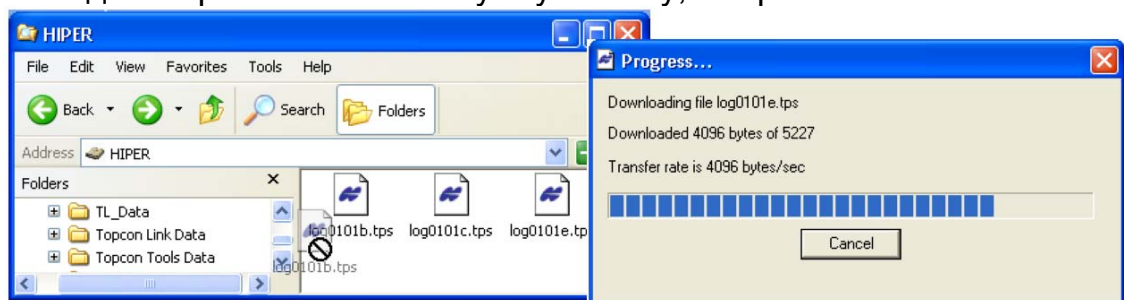 HIPER
File Edit View Favorites Tools Help
Back Search Folders
Address HIPER
Folders
TL_Data
Topcon Link Data
Topcon Tools Data
log0101b.tps log0101c.tps log0101e.tp
log0101b.tps
Progress...
Downloading file log0101e.tps
Downloaded 4096 bytes of 5227
Transfer rate is 4096 bytes/sec
Cancel